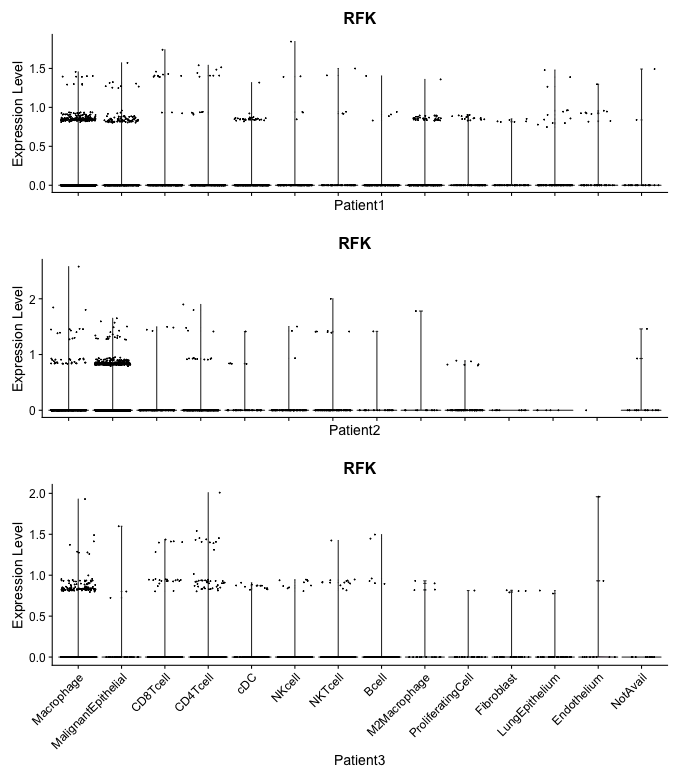 RFK
Expression Level
1.5
1.0
0.5
0.0
Patient1
RFK
Expression Level
2
1
0
Patient2
RFK
Expression Level
2.0
1.5
1.0
0.5
0.0
Macrophage
MalignantEpithelial
CD8Tcell
CD4Tcell
cDC
NKcell
NKTcell
Bcell
M2Macrophage
ProliferatingCell
Fibroblast
LungEpithelium
Endothelium
NotAvail
Patient3